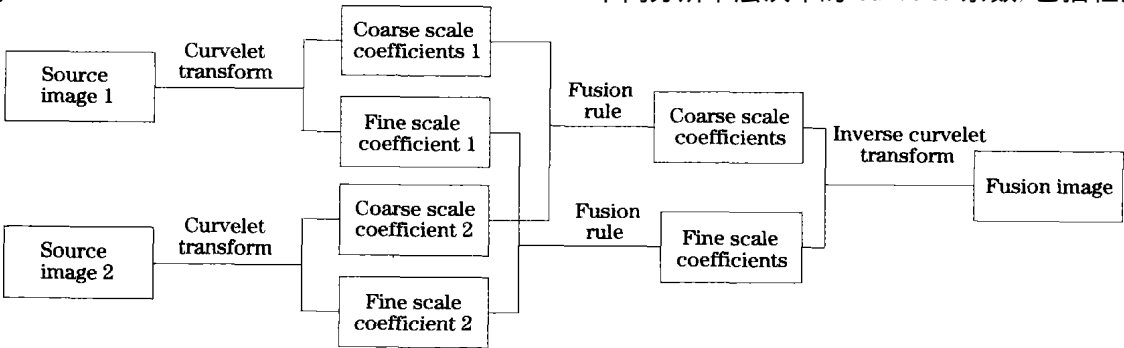 Source
image 1
Curvelet
transform
Coarse scale
coefficients 1
Fine scale
coefficient 1
Source
image 2
Curvelet
transform
Coarse scale
coefficient 2
Fine scale
coefficient 2
Fusion
rule
Coarse scale
coefficients
Fusion
rule
Fine scale
coefficients
Inverse curvelet
transform
Fusion image